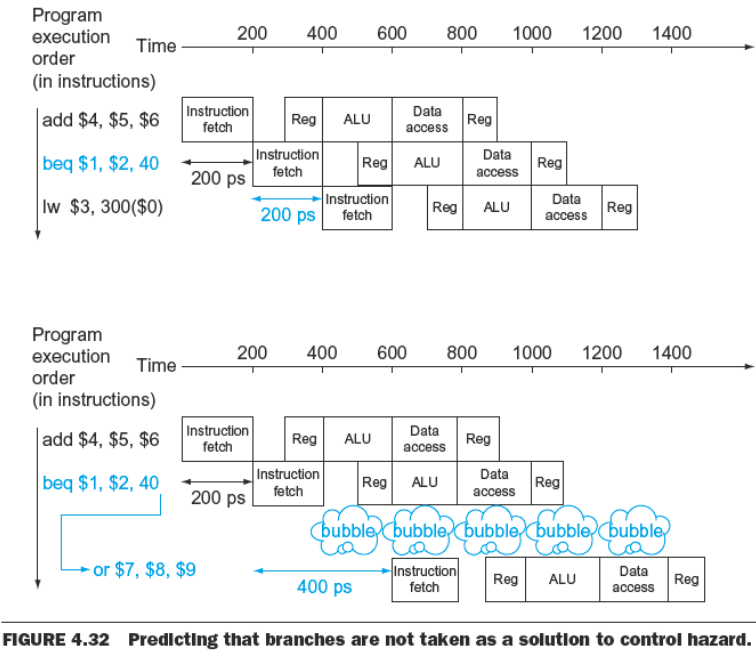 Program
execution
order
(in instructions)
Time
200 400 600 800 1000 1200 1400
add $4, $5, $6
Instruction
fetch
Reg
ALU
Data
access
Reg
beq $1, $2, 40
200 ps
Instruction
fetch
Reg
ALU
Data
access
Reg
lw $3, 300($0)
200 ps
Instruction
fetch
Reg
ALU
Data
access
Reg
Program
execution
order
(in instructions)
Time
200 400 600 800 1000 1200 1400
add $4, $5, $6
Instruction
fetch
Reg
ALU
Data
access
Reg
beq $1, $2, 40
200 ps
Instruction
fetch
Reg
ALU
Data
access
Reg
bubble bubble bubble bubble bubble
or $7, $8, $9
400 ps
Instruction
fetch
Reg
ALU
Data
access
Reg
FIGURE 4.32 Predicting that branches are not taken as a solution to control hazard.